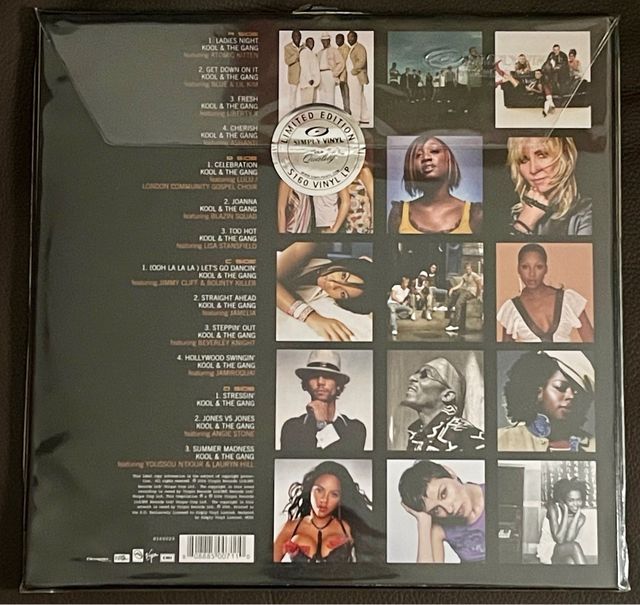 A SIDE
1. LADIES NIGHT
KOOL & THE GANG
featuring ATOMIC KITTEN
2. GET DOWN ON IT
KOOL & THE GANG
featuring BLUE & LIL KIM
3. FRESH
KOOL & THE GANG
featuring LIBERTY X
4. CHERISH
KOOL & THE GANG
featuring ASHANTI
B SIDE
1. CELEBRATION
KOOL & THE GANG
LONDON COMMUNITY GOSPEL CHOIR
2. JOANNA
KOOL & THE GANG
featuring BLAZIN SQUAD
3. TOO HOT
KOOL & THE GANG
featuring LISA STANSFIELD
C SIDE
1. (OOH LA LA LA) LET'S GO DANCIN'
KOOL & THE GANG
featuring JIMMY CLIFF & BOUNTY KILLER
2. STRAIGHT AHEAD
KOOL & THE GANG
featuring JAMELIA
3. STEPPIN' OUT
KOOL & THE GANG
featuring BEVERLEY KNIGHT
4. HOLLYWOOD SWINGIN'
KOOL & THE GANG
featuring JAMIROQUAI
D SIDE
1. STRESSIN'
KOOL & THE GANG
2. JONES VS JONES
KOOL & THE GANG
featuring ANGIE STONE
3. SUMMER MADNESS
KOOL & THE GANG
featuring YOUSSOU N'DOUR & LAURYN HILL
LIMITED EDITION
SIMPLY VINYL
Quality
S160 VINYL LP
Virgin
EMI